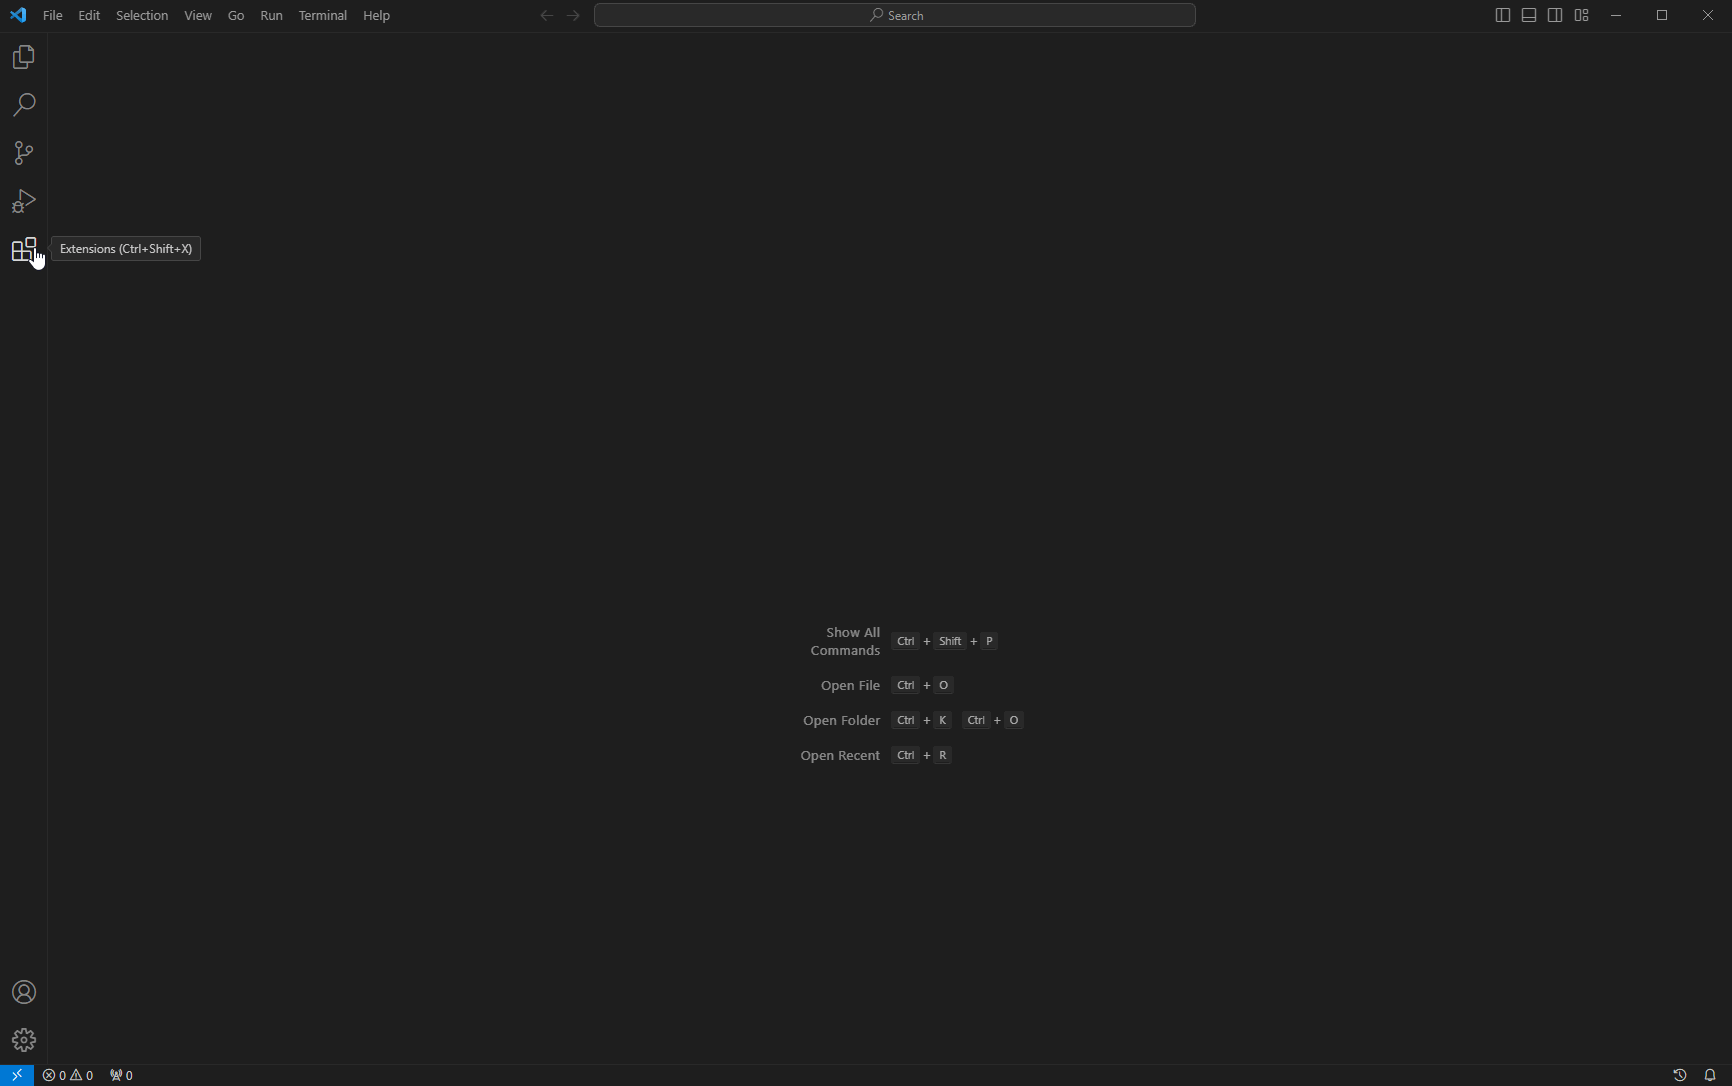 File Edit Selection View Go Run Terminal Help
Search
Extensions (Ctrl+Shift+X)
Show All
Commands
Ctrl + Shift + P
Open File Ctrl + O
Open Folder Ctrl + K Ctrl + O
Open Recent Ctrl + R
0 0 0